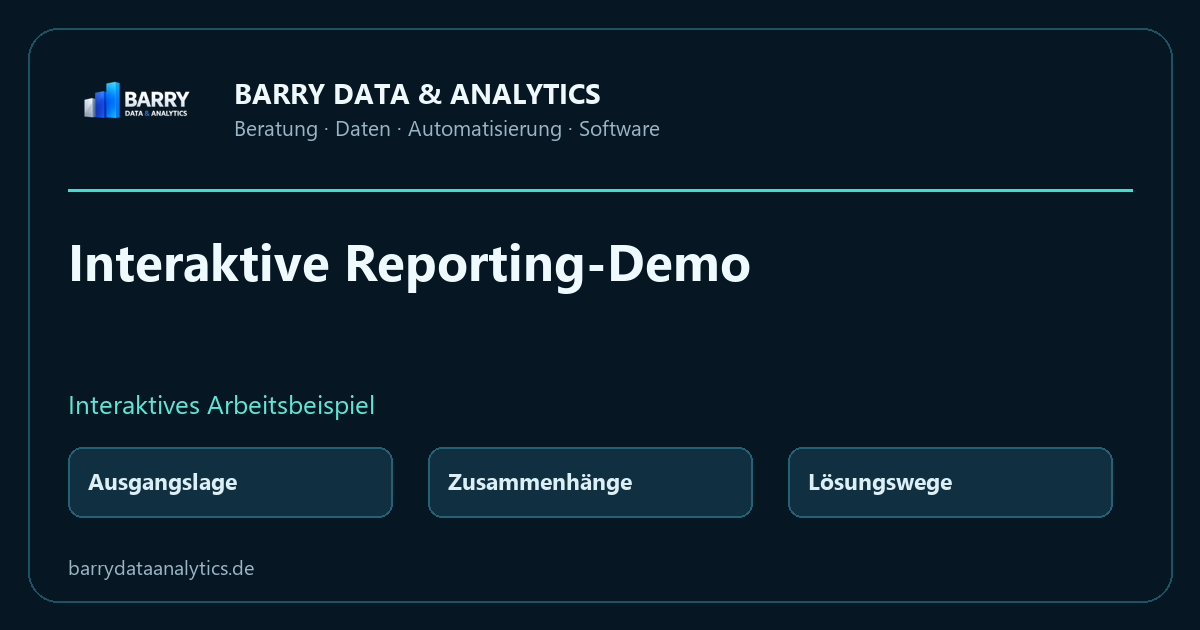 BARRY
DATA & ANALYTICS
BARRY DATA & ANALYTICS
Beratung · Daten · Automatisierung · Software
Interaktive Reporting-Demo
Interaktives Arbeitsbeispiel
Ausgangslage
Zusammenhänge
Lösungswege
barrydataanalytics.de